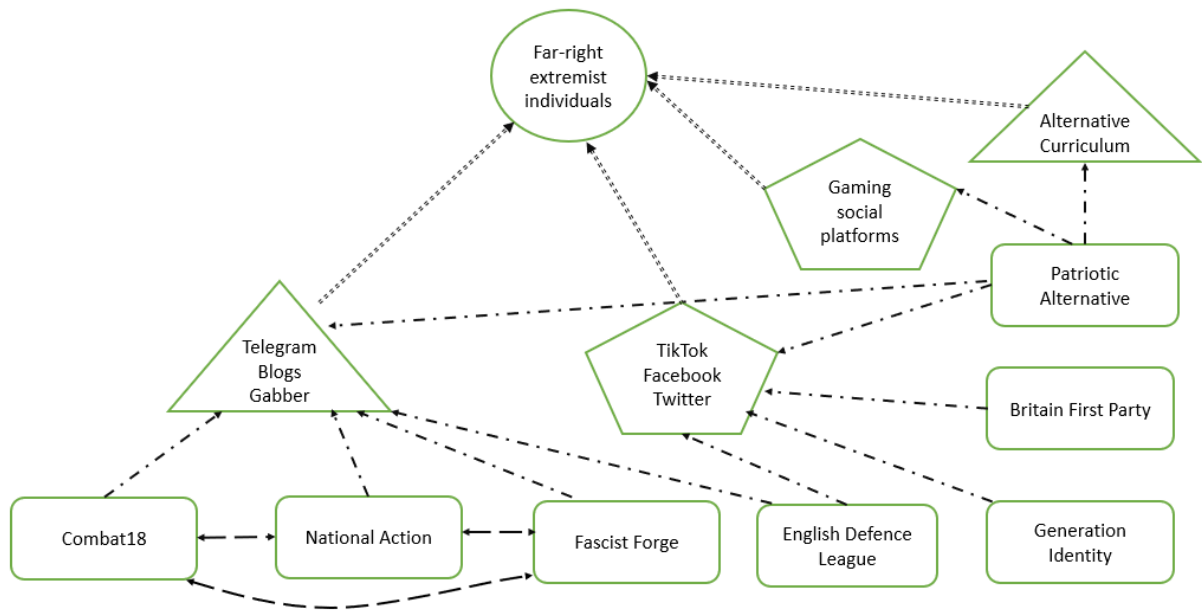 Far-right
extremist
individuals
Alternative
Curriculum
Gaming
social
platforms
Patriotic
Alternative
Telegram
Blogs
Gabber
TikTok
Facebook
Twitter
Britain First Party
Combat18
National Action
Fascist Forge
English Defence
League
Generation
Identity